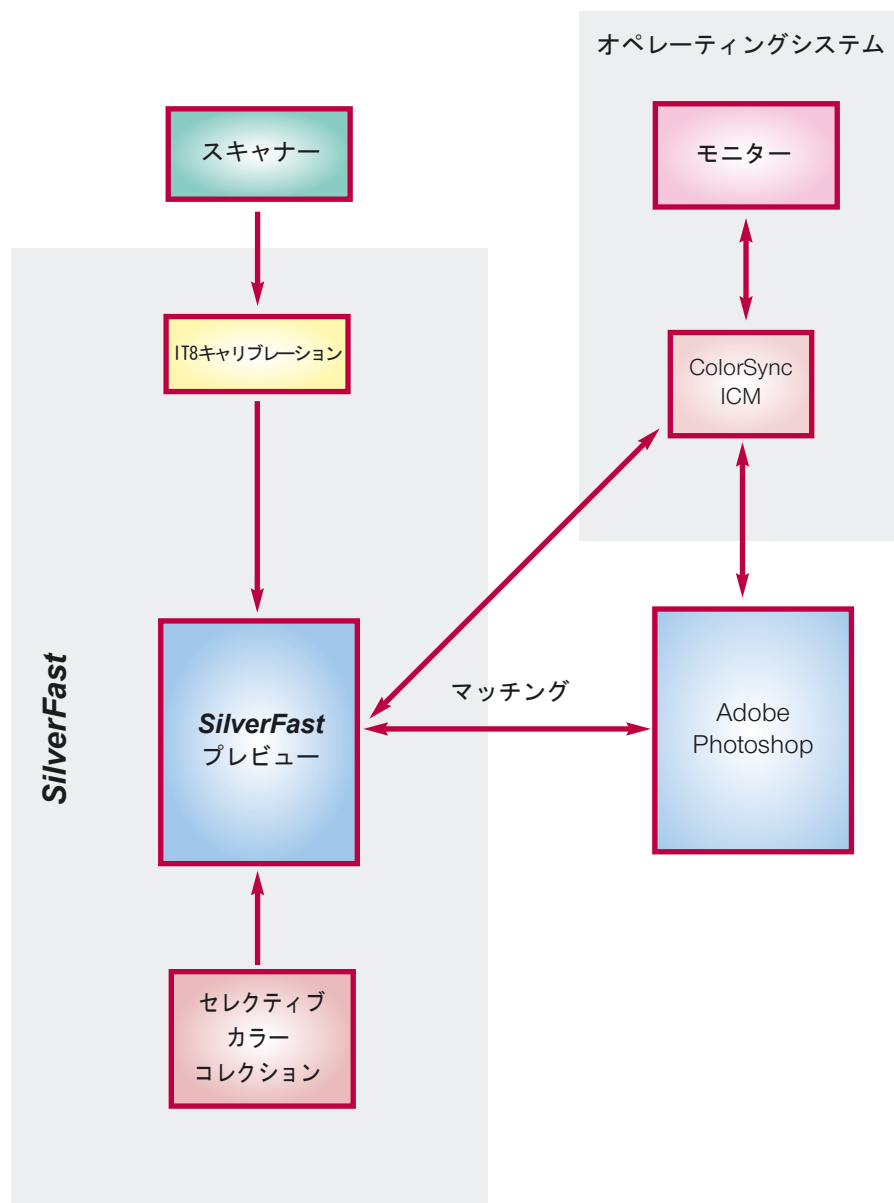 オペレーティングシステム
スキャナー
モニター
IT8キャリブレーション
ColorSync
ICM
マッチング
SilverFast
SilverFast
プレビュー
Adobe
Photoshop
セレクティブ
カラー
コレクション